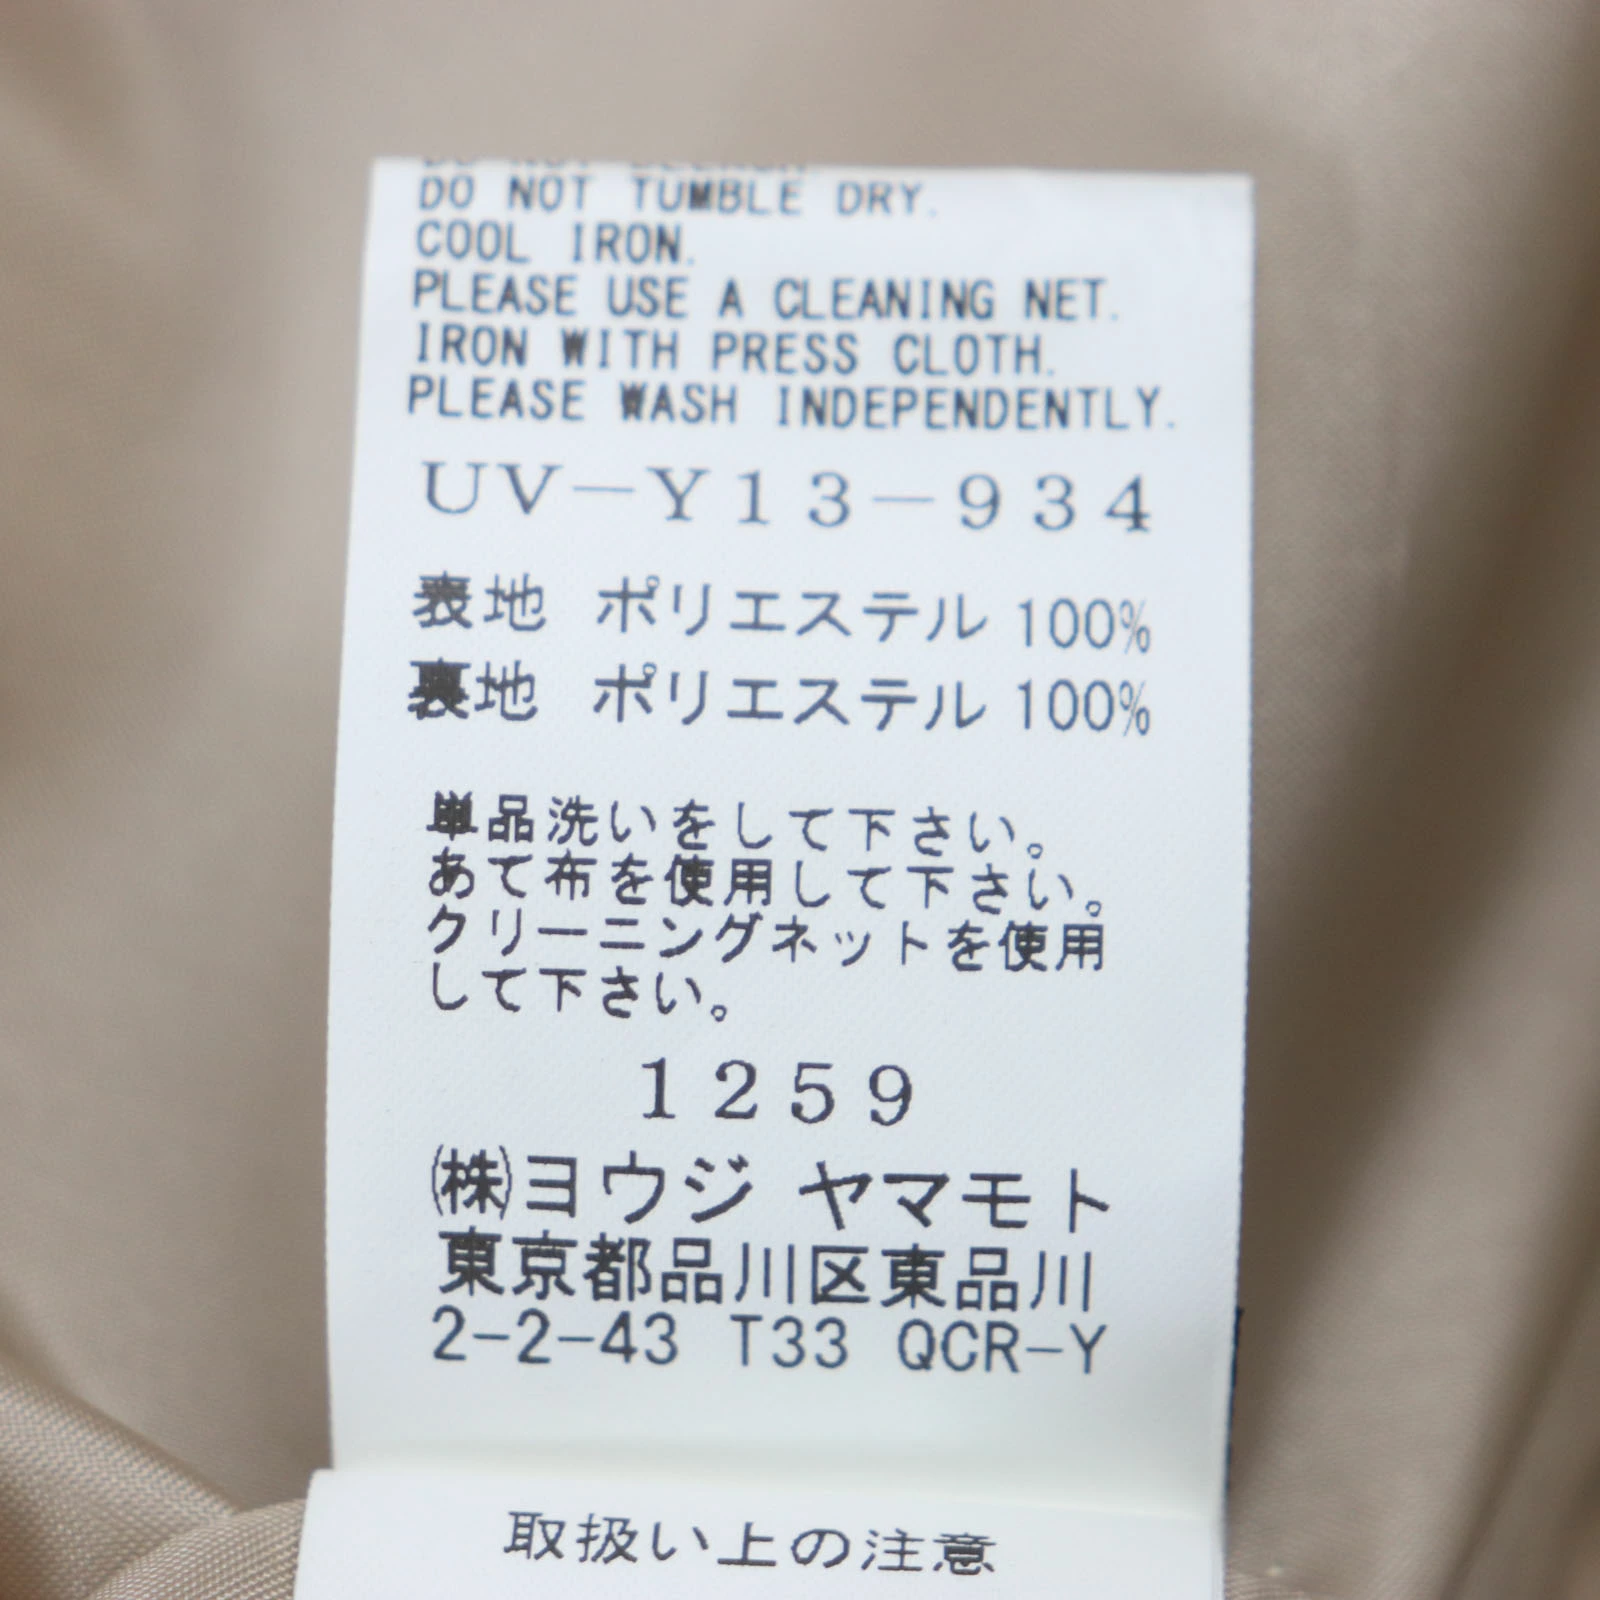 DO NOT BLEACH
DO NOT TUMBLE DRY.
COOL IRON.
PLEASE USE A CLEANING NET.
IRON WITH PRESS CLOTH.
PLEASE WASH INDEPENDENTLY.
UV－Y13－934
表地 ポリエステル 100%
裏地 ポリエステル 100%
単品洗いをして下さい。
あて布を使用して下さい。
クリーニングネットを使用
して下さい。
1259
(株)ヨウジ ヤマモト
東京都品川区東品川
2-2-43 T33 QCR-Y
取扱い上の注意